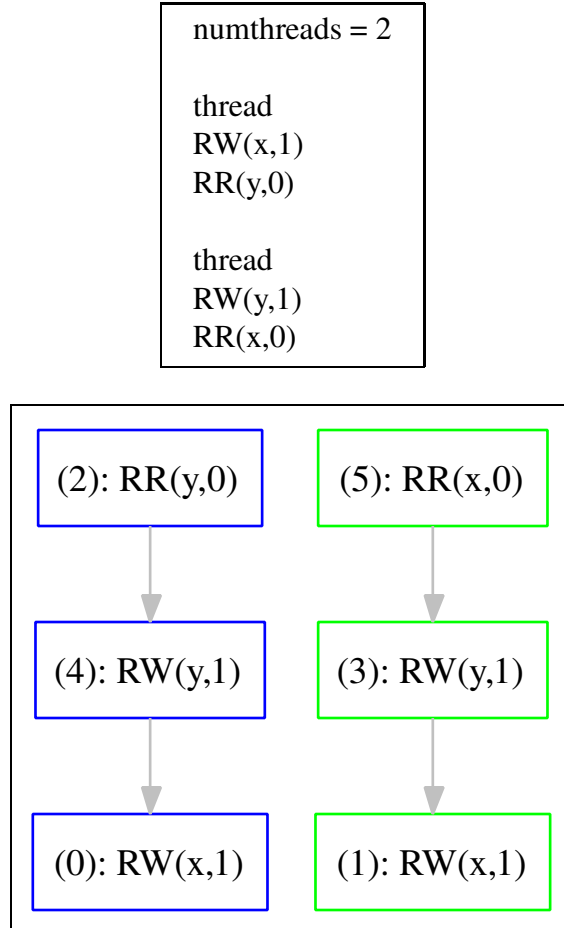 numthreads = 2
thread
RW(x,1)
RR(y,0)
thread
RW(y,1)
RR(x,0)
(2): RR(y,0)
(5): RR(x,0)
(4): RW(y,1)
(3): RW(y,1)
(0): RW(x,1)
(1): RW(x,1)